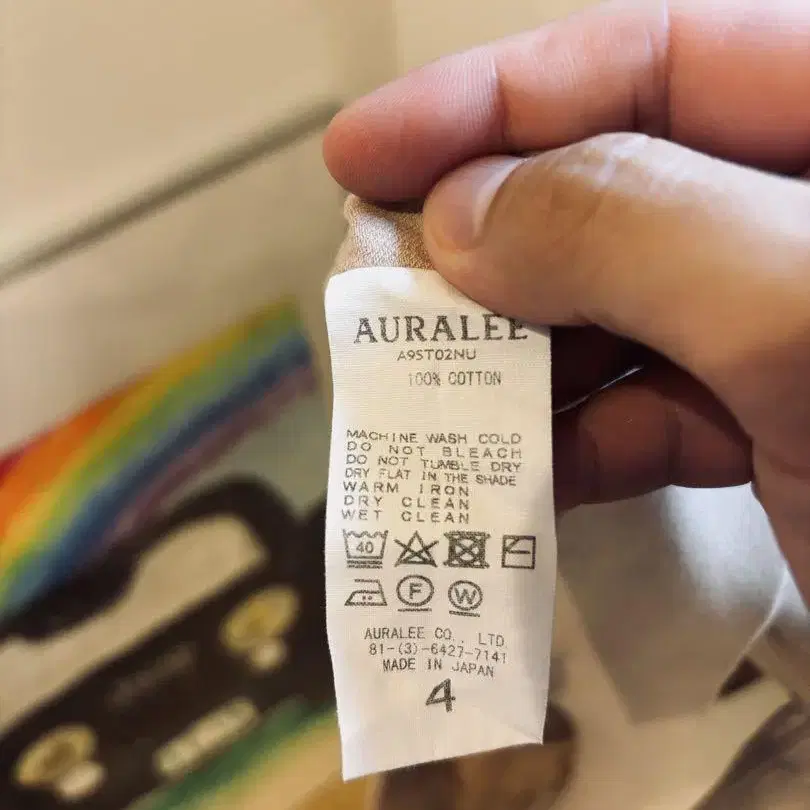 AURALEE
A9ST02NU
100% COTTON
MACHINE WASH COLD
DO NOT BLEACH
DO NOT TUMBLE DRY
DRY FLAT IN THE SHADE
WARM IRON
DRY CLEAN
WET CLEAN
40
F
W
AURALEE CO., LTD.
81-(3)-6427-7141
MADE IN JAPAN
4